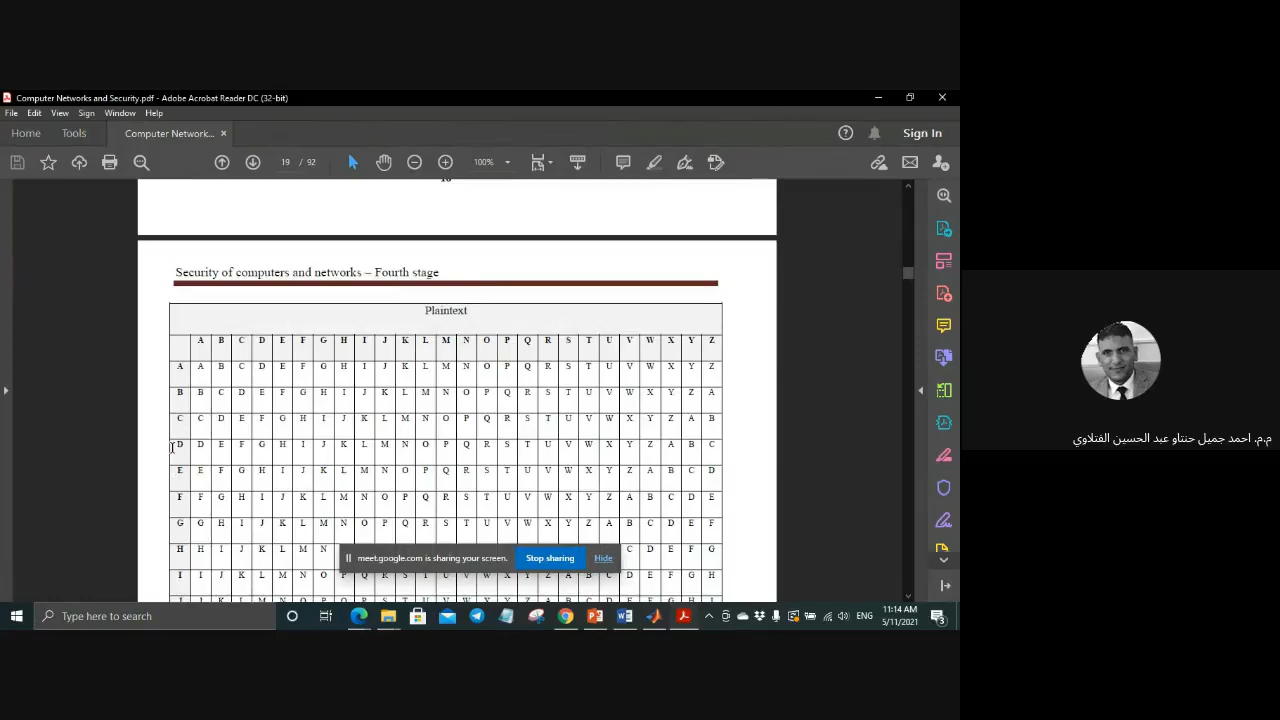 Computer Networks and Security.pdf - Adobe Acrobat Reader DC (32-bit)
File Edit View Sign Window Help
Home Tools Computer Network... × Sign In
19 / 92 100%
Security of computers and networks – Fourth stage
Plaintext
A B C D E F G H I J K L M N O P Q R S T U V W X Y Z
A A B C D E F G H I J K L M N O P Q R S T U V W X Y Z
B B C D E F G H I J K L M N O P Q R S T U V W X Y Z A
C C D E F G H I J K L M N O P Q R S T U V W X Y Z A B
D D E F G H I J K L M N O P Q R S T U V W X Y Z A B C
E E F G H I J K L M N O P Q R S T U V W X Y Z A B C D
F F G H I J K L M N O P Q R S T U V W X Y Z A B C D E
G G H I J K L M N O P Q R S T U V W X Y Z A B C D E F
H H I J K L M N C D E F G
meet.google.com is sharing your screen. Stop sharing Hide
I I J K L M N O P Q R S T U V W X Y Z A B C D E F G H
م.م. احمد جميل حنتاو عبد الحسين الفتلاوي
Type here to search
ENG
11:14 AM
5/11/2021
3